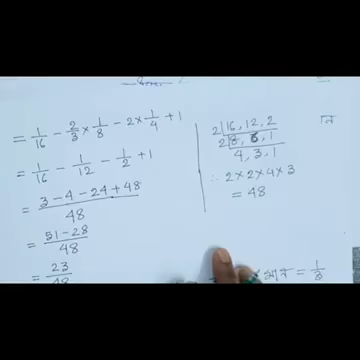 = 1/16 - 2/3 × 1/8 - 2 × 1/4 + 1
= 1/16 - 1/12 - 1/2 + 1
= 3 - 4 - 24 + 48 / 48
= 51 - 28 / 48
= 23 / 48
2 | 16, 12, 2
2 | 8, 6, 1
4, 3, 1
∴ 2 × 2 × 4 × 3
= 48
= 1/3